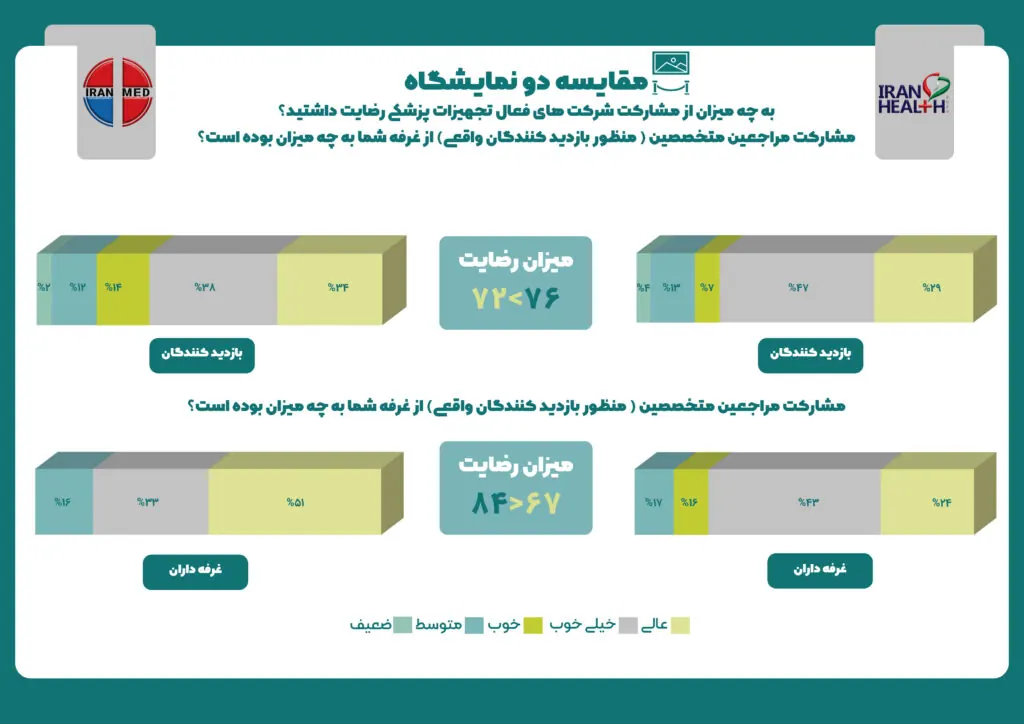 مقایسه دو نمایشگاه
به چه میزان از مشارکت شرکت های فعال تجهیزات پزشکی رضایت داشتید؟
مشارکت مراجعین متخصصین ( منظور بازدید کنندگان واقعی) از غرفه شما به چه میزان بوده است؟
IRAN
HEALTH
IRAN MED
%۲۹
%۴۷
%۷
%۱۳
%۴
بازدید کنندگان
میزان رضایت
۷۲<۷۶
%۳۴
%۳۸
%۱۴
%۱۲
%۲
بازدید کنندگان
مشارکت مراجعین متخصصین ( منظور بازدید کنندگان واقعی) از غرفه شما به چه میزان بوده است؟
%۲۴
%۴۳
%۱۶
%۱۷
غرفه داران
میزان رضایت
۸۴>۶۷
%۵۱
%۳۳
%۱۶
غرفه داران
عالی خیلی خوب خوب متوسط ضعیف